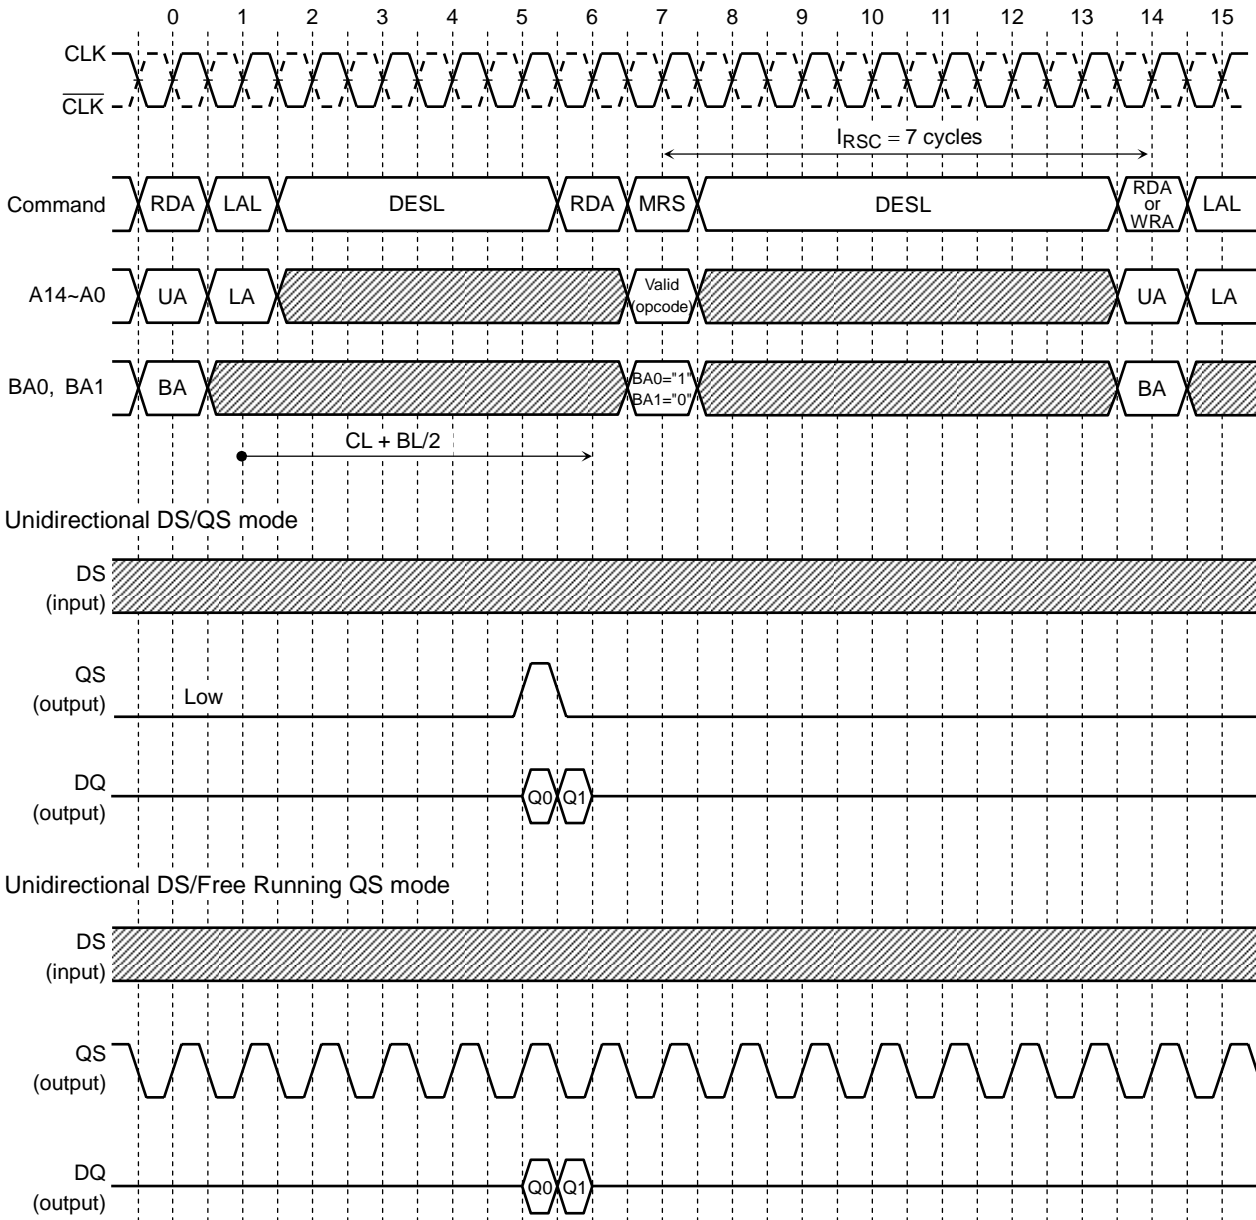 0 1 2 3 4 5 6 7 8 9 10 11 12 13 14 15
CLK
CLK
IRSC = 7 cycles
Command RDA LAL DESL RDA MRS DESL RDA or WRA LAL
A14~A0 UA LA Valid (opcode) UA LA
BA0, BA1 BA BA0="1" BA1="0" BA
CL + BL/2
Unidirectional DS/QS mode
DS
(input)
QS
(output) Low
DQ
(output) Q0 Q1
Unidirectional DS/Free Running QS mode
DS
(input)
QS
(output)
DQ
(output) Q0 Q1